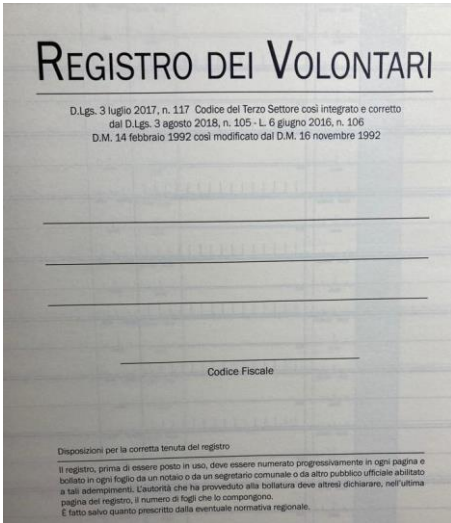 REGISTRO DEI VOLONTARI
D.Lgs. 3 luglio 2017, n. 117 Codice del Terzo Settore così integrato e corretto
dal D.Lgs. 3 agosto 2018, n. 105 - L. 6 giugno 2016, n. 106
D.M. 14 febbraio 1992 così modificato dal D.M. 16 novembre 1992
Codice Fiscale
Disposizioni per la corretta tenuta del registro
Il registro, prima di essere posto in uso, deve essere numerato progressivamente in ogni pagina e
bollato in ogni foglio da un notaio o da un segretario comunale o da altro pubblico ufficiale abilitato
a tali adempimenti. L'autorità che ha provveduto alla bollatura deve altresì dichiarare, nell'ultima
pagina del registro, il numero di fogli che lo compongono.
È fatto salvo quanto prescritto dalla eventuale normativa regionale.